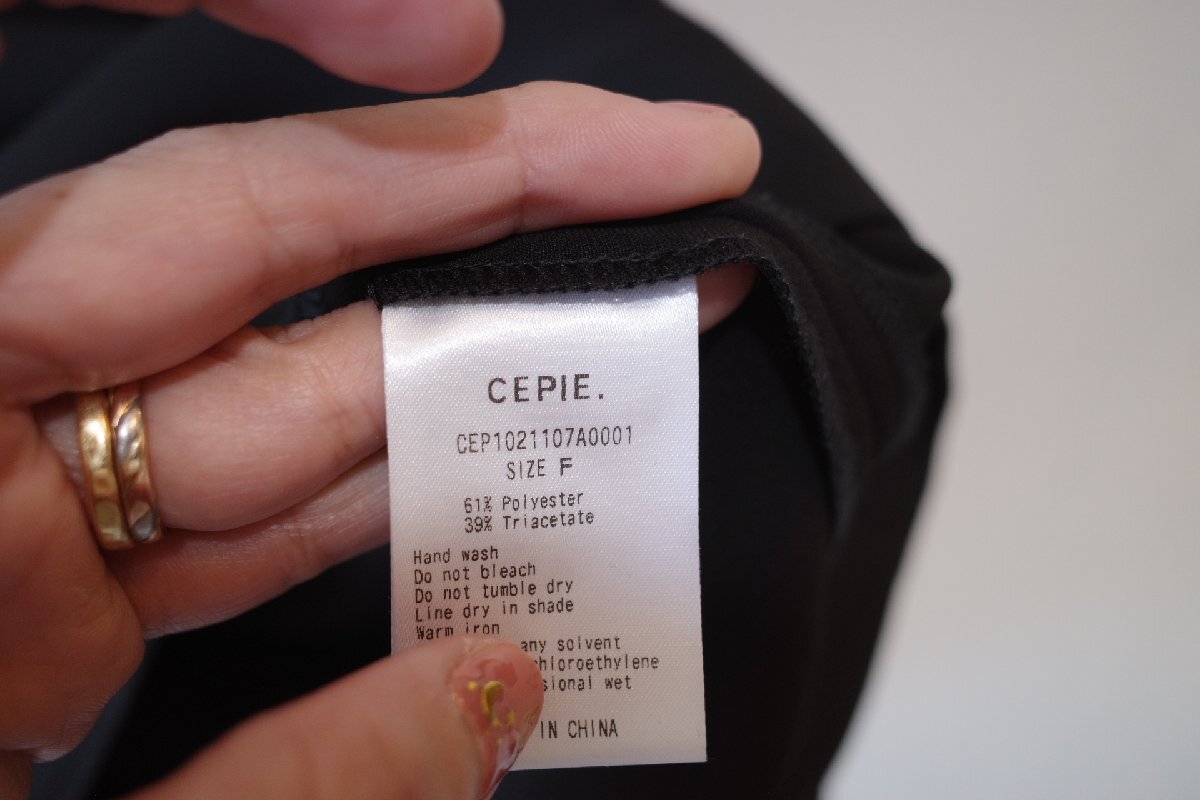 CEPIE.
CEP1021107A0001
SIZE F
61% Polyester
39% Triacetate
Hand wash
Do not bleach
Do not tumble dry
Line dry in shade
Warm iron
any solvent
chloroethylene
sional wet
IN CHINA